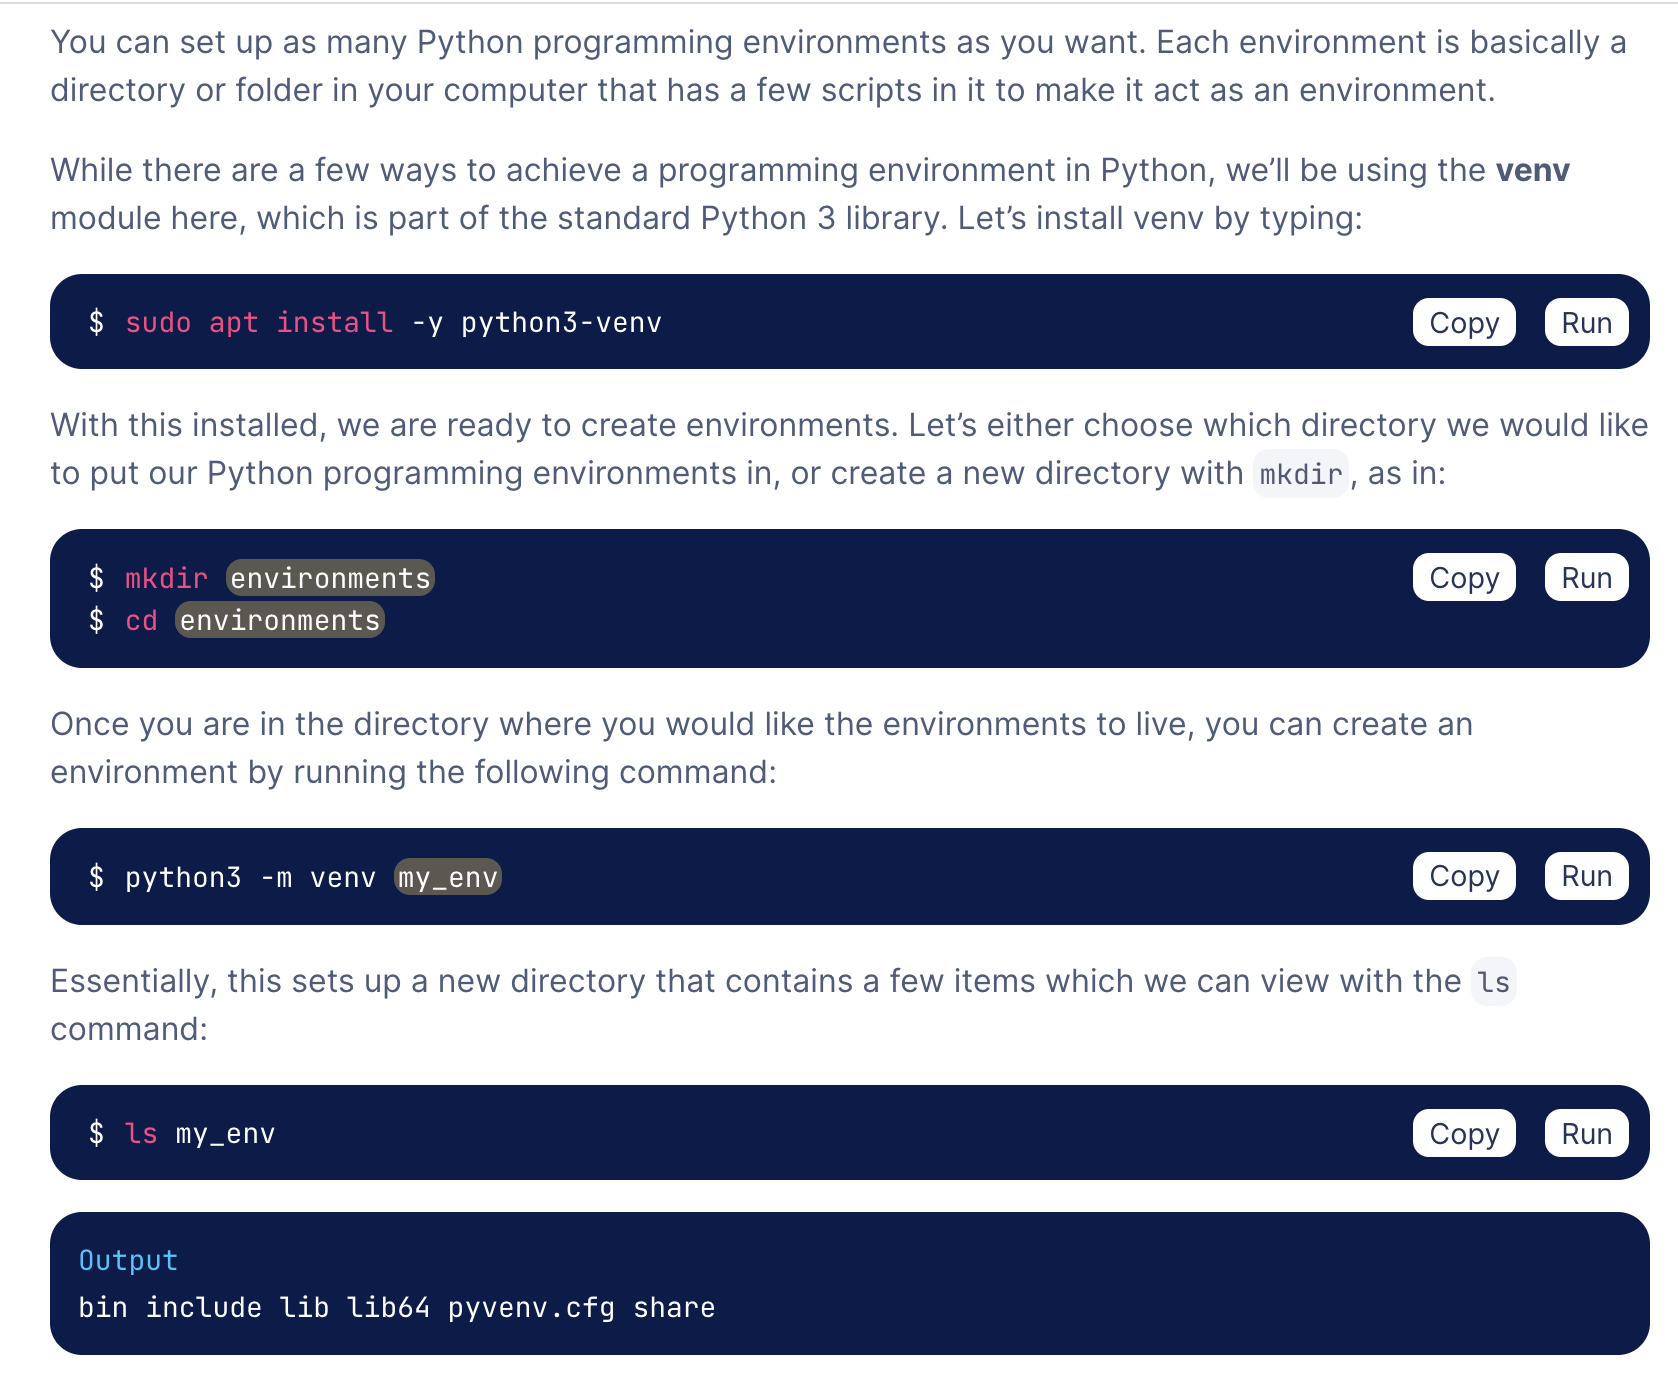 You can set up as many Python programming environments as you want. Each environment is basically a
directory or folder in your computer that has a few scripts in it to make it act as an environment.
While there are a few ways to achieve a programming environment in Python, we’ll be using the venv
module here, which is part of the standard Python 3 library. Let’s install venv by typing:
$ sudo apt install -y python3-venv
Copy Run
With this installed, we are ready to create environments. Let’s either choose which directory we would like
to put our Python programming environments in, or create a new directory with mkdir, as in:
$ mkdir environments
Copy Run
$ cd environments
Once you are in the directory where you would like the environments to live, you can create an
environment by running the following command:
$ python3 -m venv my_env
Copy Run
Essentially, this sets up a new directory that contains a few items which we can view with the ls
command:
$ ls my_env
Copy Run
Output
bin include lib lib64 pyvenv.cfg share